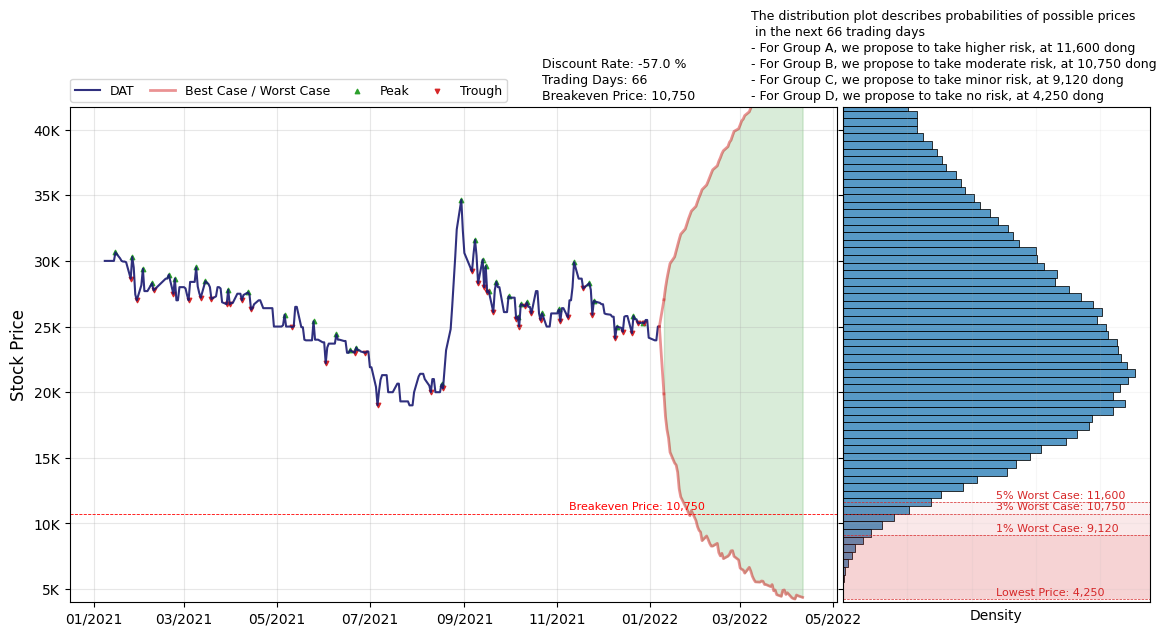 The distribution plot describes probabilities of possible prices
in the next 66 trading days
- For Group A, we propose to take higher risk, at 11,600 dong
- For Group B, we propose to take moderate risk, at 10,750 dong
- For Group C, we propose to take minor risk, at 9,120 dong
- For Group D, we propose to take no risk, at 4,250 dong
Discount Rate: -57.0 %
Trading Days: 66
Breakeven Price: 10,750
DAT
Best Case / Worst Case
Peak
Trough
Stock Price
40K
35K
30K
25K
20K
15K
10K
5K
Breakeven Price: 10,750
01/2021
03/2021
05/2021
07/2021
09/2021
11/2021
01/2022
03/2022
05/2022
5% Worst Case: 11,600
3% Worst Case: 10,750
1% Worst Case: 9,120
Lowest Price: 4,250
Density